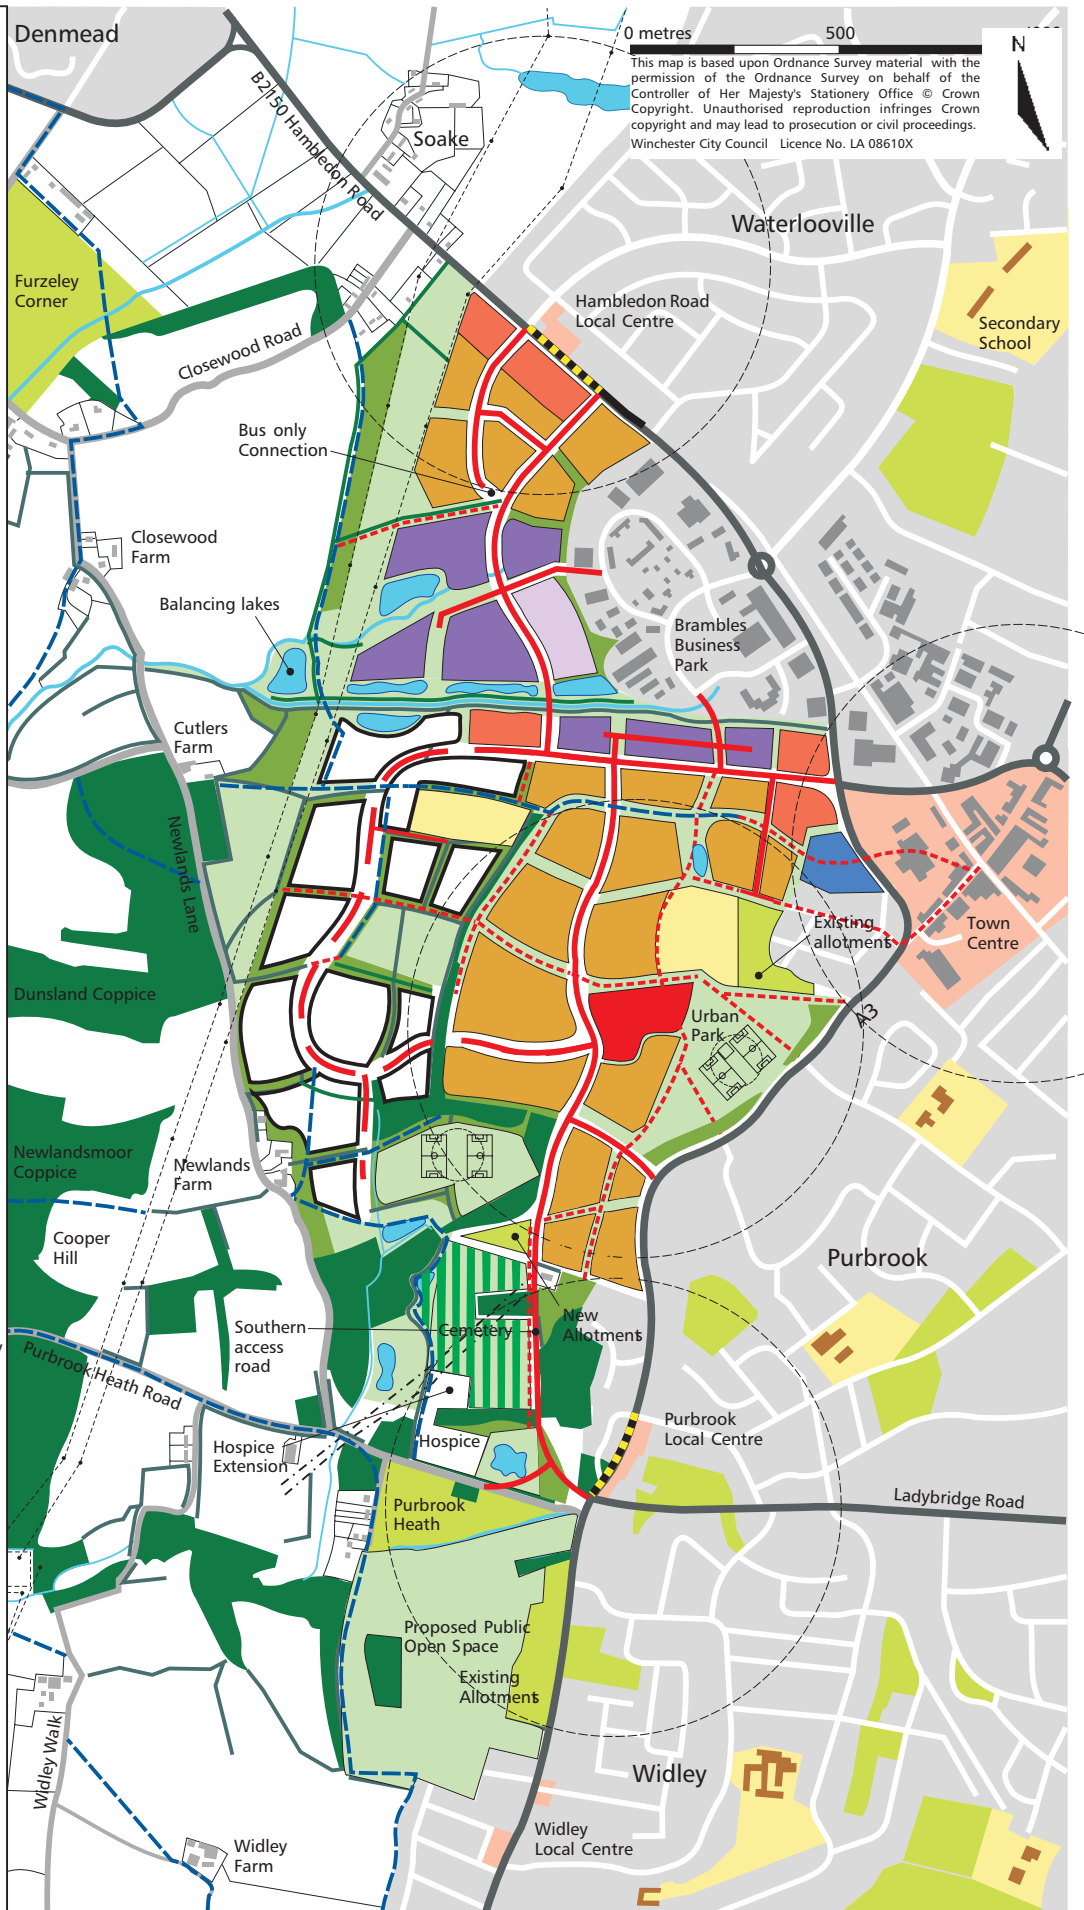 Denmead
0 metres 500
N
This map is based upon Ordnance Survey material with the
permission of the Ordnance Survey on behalf of the
Controller of Her Majesty's Stationery Office © Crown
Copyright. Unauthorised reproduction infringes Crown
copyright and may lead to prosecution or civil proceedings.
Winchester City Council Licence No. LA 08610X
B2150 Hambledon Road
Soake
Waterlooville
Furzeley
Corner
Hambledon Road
Local Centre
Secondary
School
Closewood Road
Bus only
Connection
Closewood
Farm
Balancing lakes
Brambles
Business
Park
Cutlers
Farm
Newlands Lane
Existing
allotments
Town
Centre
Dunsland Coppice
Urban
Park
A3
Newlandsmoor
Coppice
Newlands
Farm
Cooper
Hill
Purbrook
Southern
access
road
Cemetery
New
Allotments
Purbrook Heath Road
Purbrook
Local Centre
Hospice
Extension
Hospice
Ladybridge Road
Purbrook
Heath
Proposed Public
Open Space
Existing
Allotments
Widley Walk
Widley
Widley
Local Centre
Widley
Farm